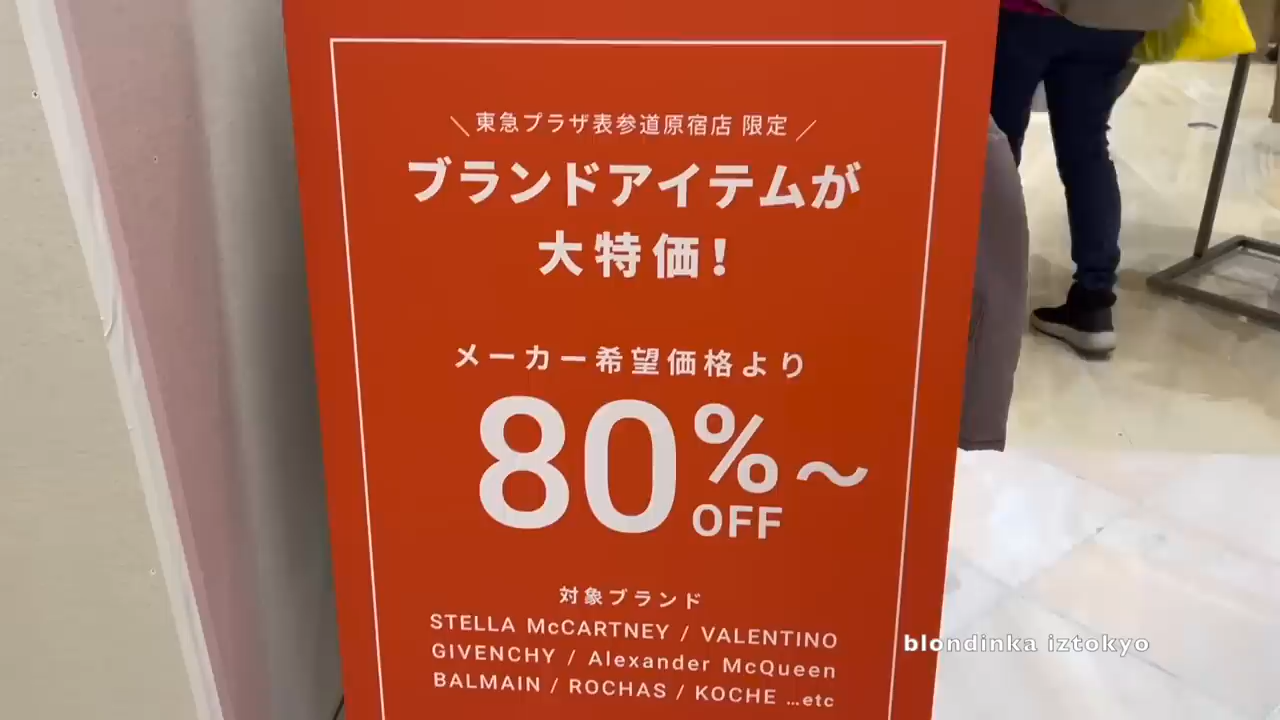 ＼東急プラザ表参道原宿店 限定／
ブランドアイテムが
大特価！
メーカー希望価格より
80%～
OFF
対象ブランド
STELLA McCARTNEY / VALENTINO
GIVENCHY / Alexander McQueen
BALMAIN / ROCHAS / KOCHE …etc
blondinka iztokyo